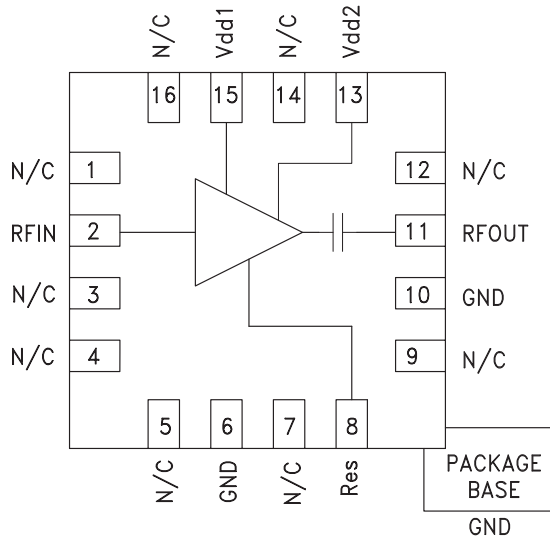 N/C Vdd1 N/C Vdd2
16 15 14 13
N/C 1 12 N/C
RFIN 2 11 RFOUT
N/C 3 10 GND
N/C 4 9 N/C
5 6 7 8
N/C GND N/C Res
PACKAGE
BASE
GND